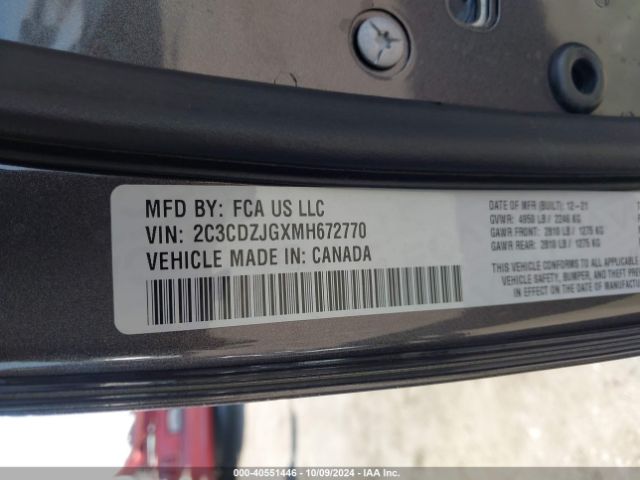 MFD BY: FCA US LLC
VIN: 2C3CDZJGXMH672770
VEHICLE MADE IN: CANADA
DATE OF MFR (BUILT): 12-21
GVWR: 4950 LB// 2246 KG
GAWR FRONT: 2810 LB// 1275 KG
GAWR REAR: 2810 LB// 1275 KG
THIS VEHICLE CONFORMS TO ALL APPLICABLE
VEHICLE SAFETY, BUMPER, AND THEFT
IN EFFECT ON THE DATE OF
000-40551446 - 10/09/2024 - IAA Inc.